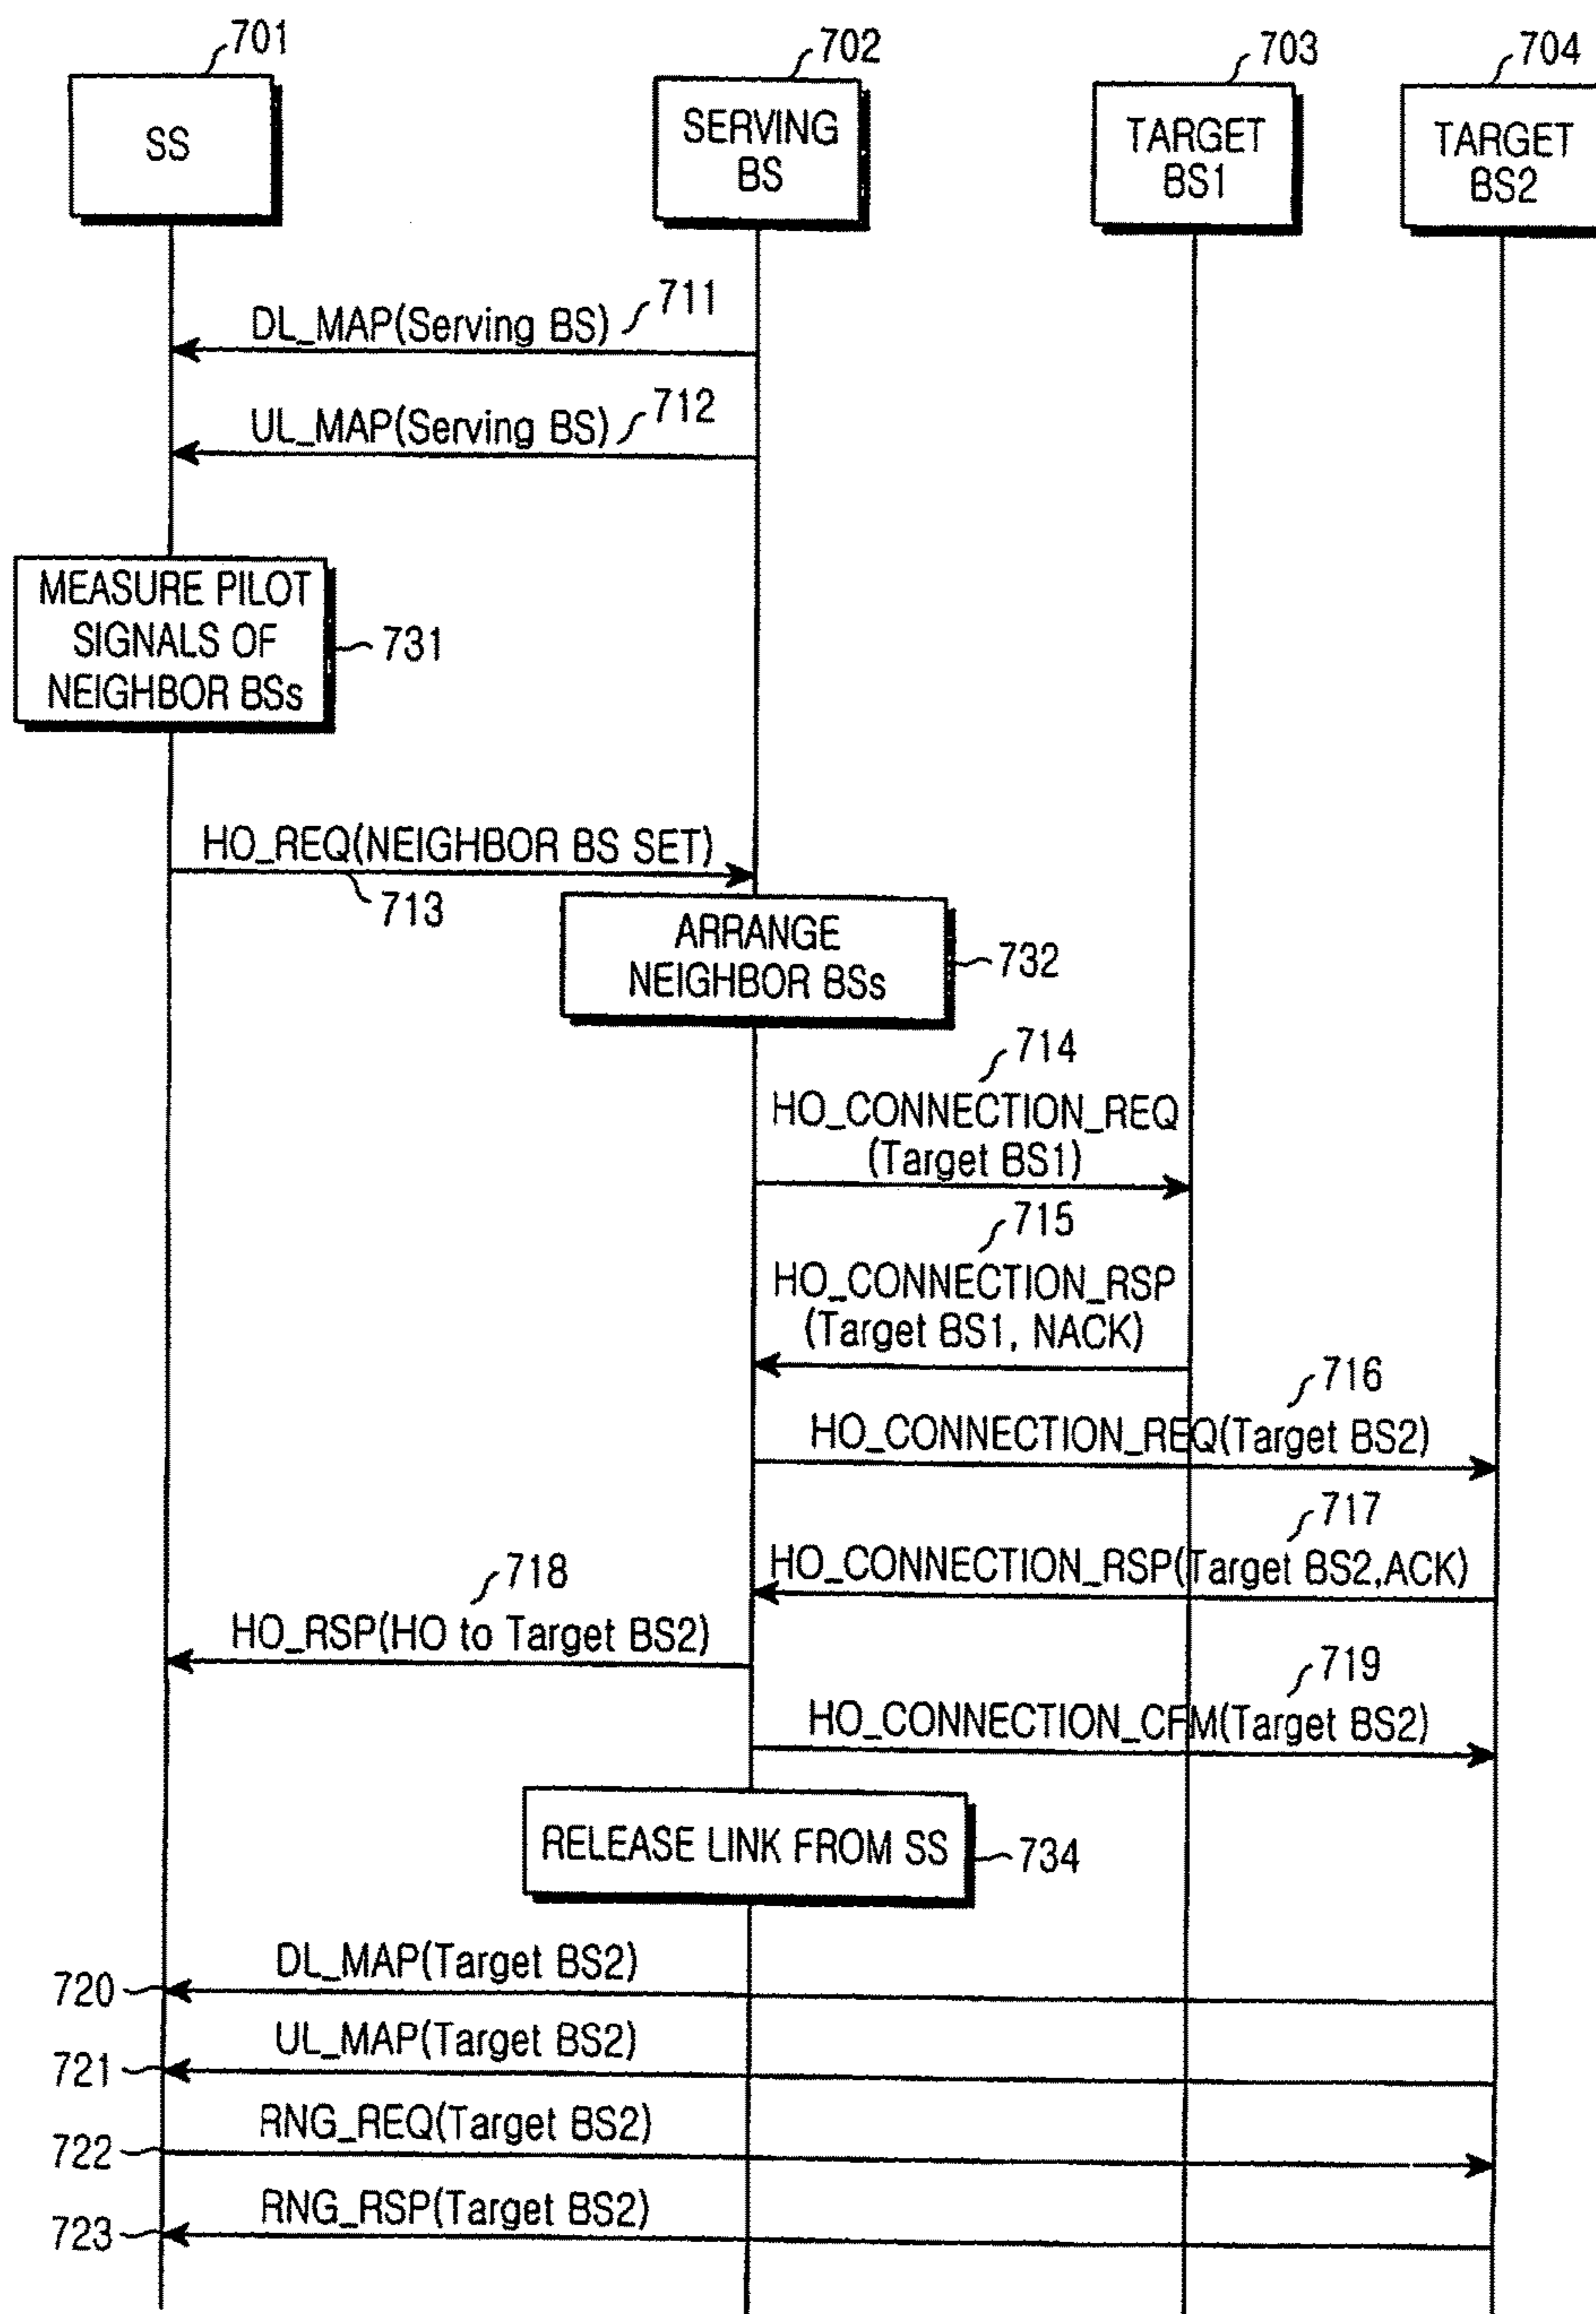 701
702
703
704
SS
SERVING
BS
TARGET
BS1
TARGET
BS2
711
DL_MAP(Serving BS)
712
UL_MAP(Serving BS)
MEASURE PILOT
SIGNALS OF
NEIGHBOR BSs
731
HO_REQ(NEIGHBOR BS SET)
713
ARRANGE
NEIGHBOR BSs
732
714
HO_CONNECTION_REQ
(Target BS1)
715
HO_CONNECTION_RSP
(Target BS1, NACK)
716
HO_CONNECTION_REQ(Target BS2)
717
HO_CONNECTION_RSP(Target BS2,ACK)
718
HO_RSP(HO to Target BS2)
719
HO_CONNECTION_CFM(Target BS2)
RELEASE LINK FROM SS
734
DL_MAP(Target BS2)
720
UL_MAP(Target BS2)
721
RNG_REQ(Target BS2)
722
RNG_RSP(Target BS2)
723